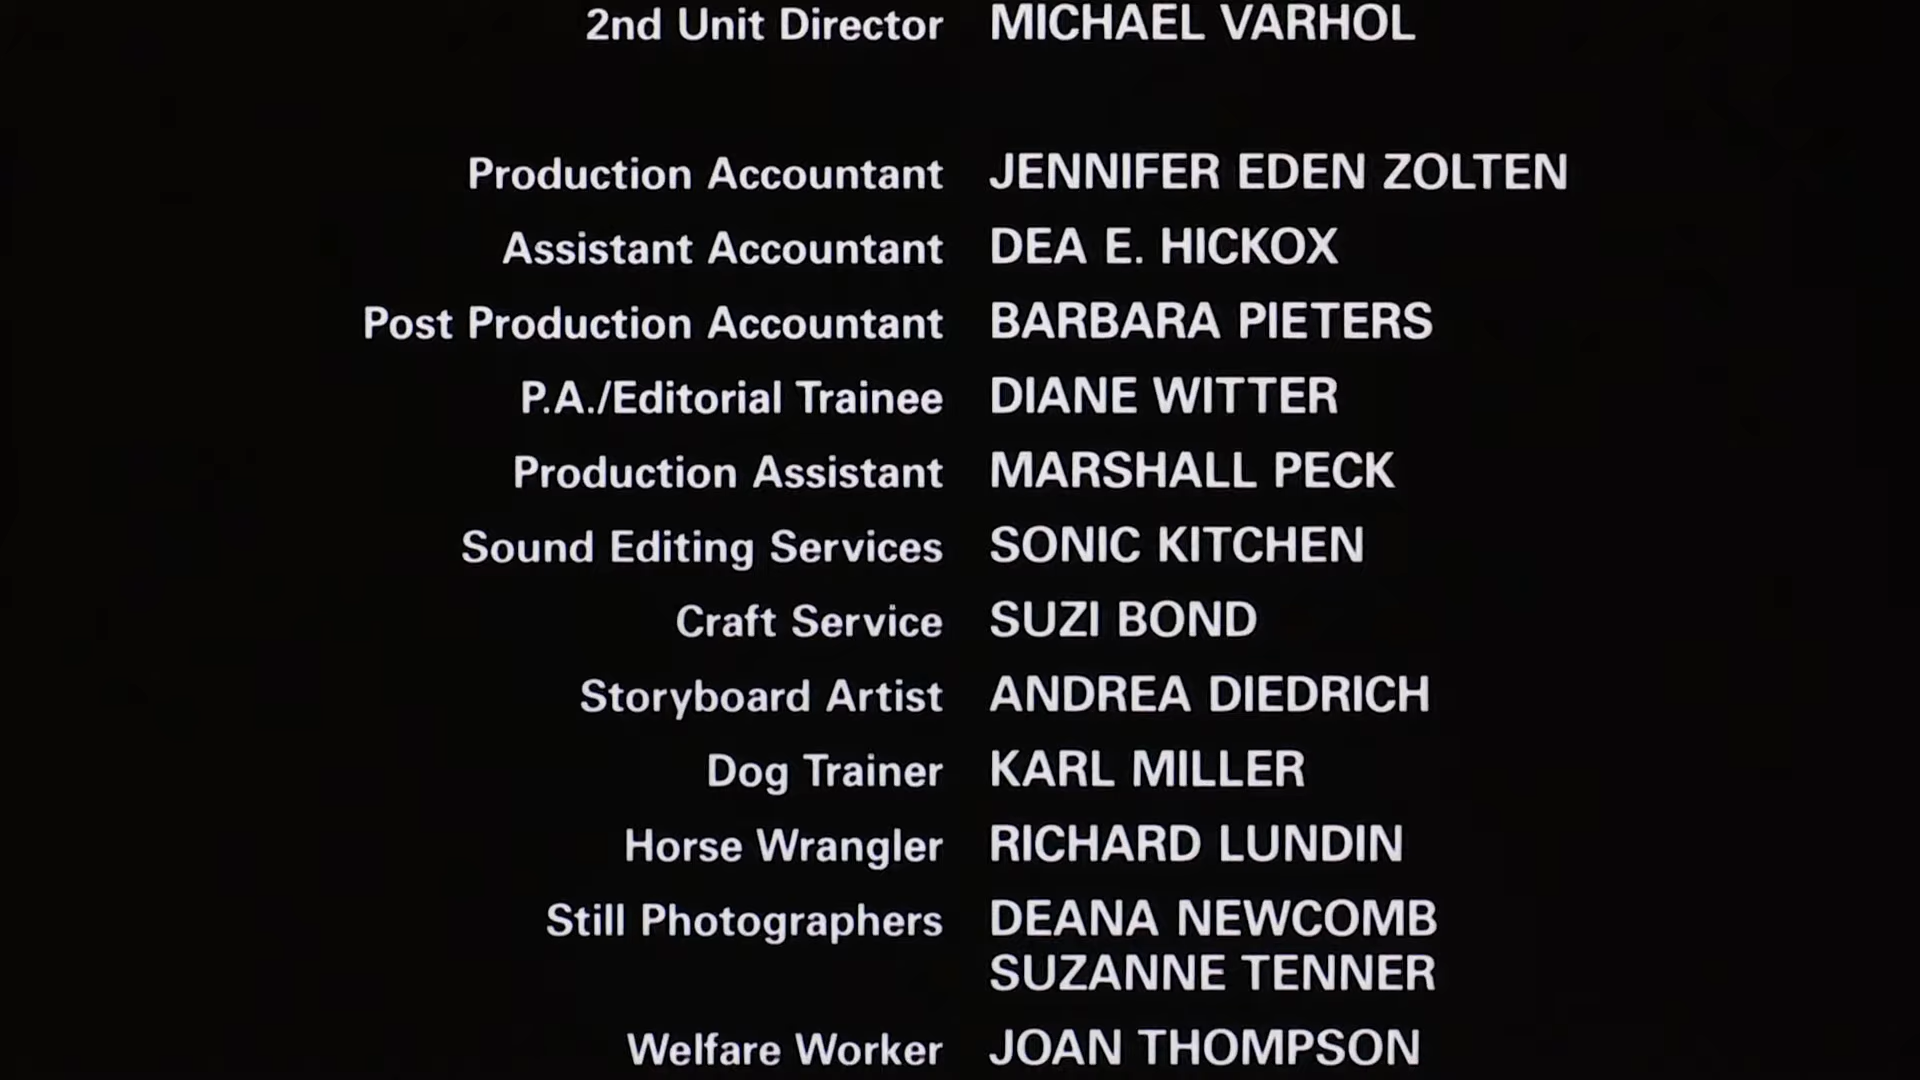 2nd Unit Director MICHAEL VARHOL
Production Accountant JENNIFER EDEN ZOLTEN
Assistant Accountant DEA E. HICKOX
Post Production Accountant BARBARA PIETERS
P.A./Editorial Trainee DIANE WITTER
Production Assistant MARSHALL PECK
Sound Editing Services SONIC KITCHEN
Craft Service SUZI BOND
Storyboard Artist ANDREA DIEDRICH
Dog Trainer KARL MILLER
Horse Wrangler RICHARD LUNDIN
Still Photographers DEANA NEWCOMB
SUZANNE TENNER
Welfare Worker JOAN THOMPSON